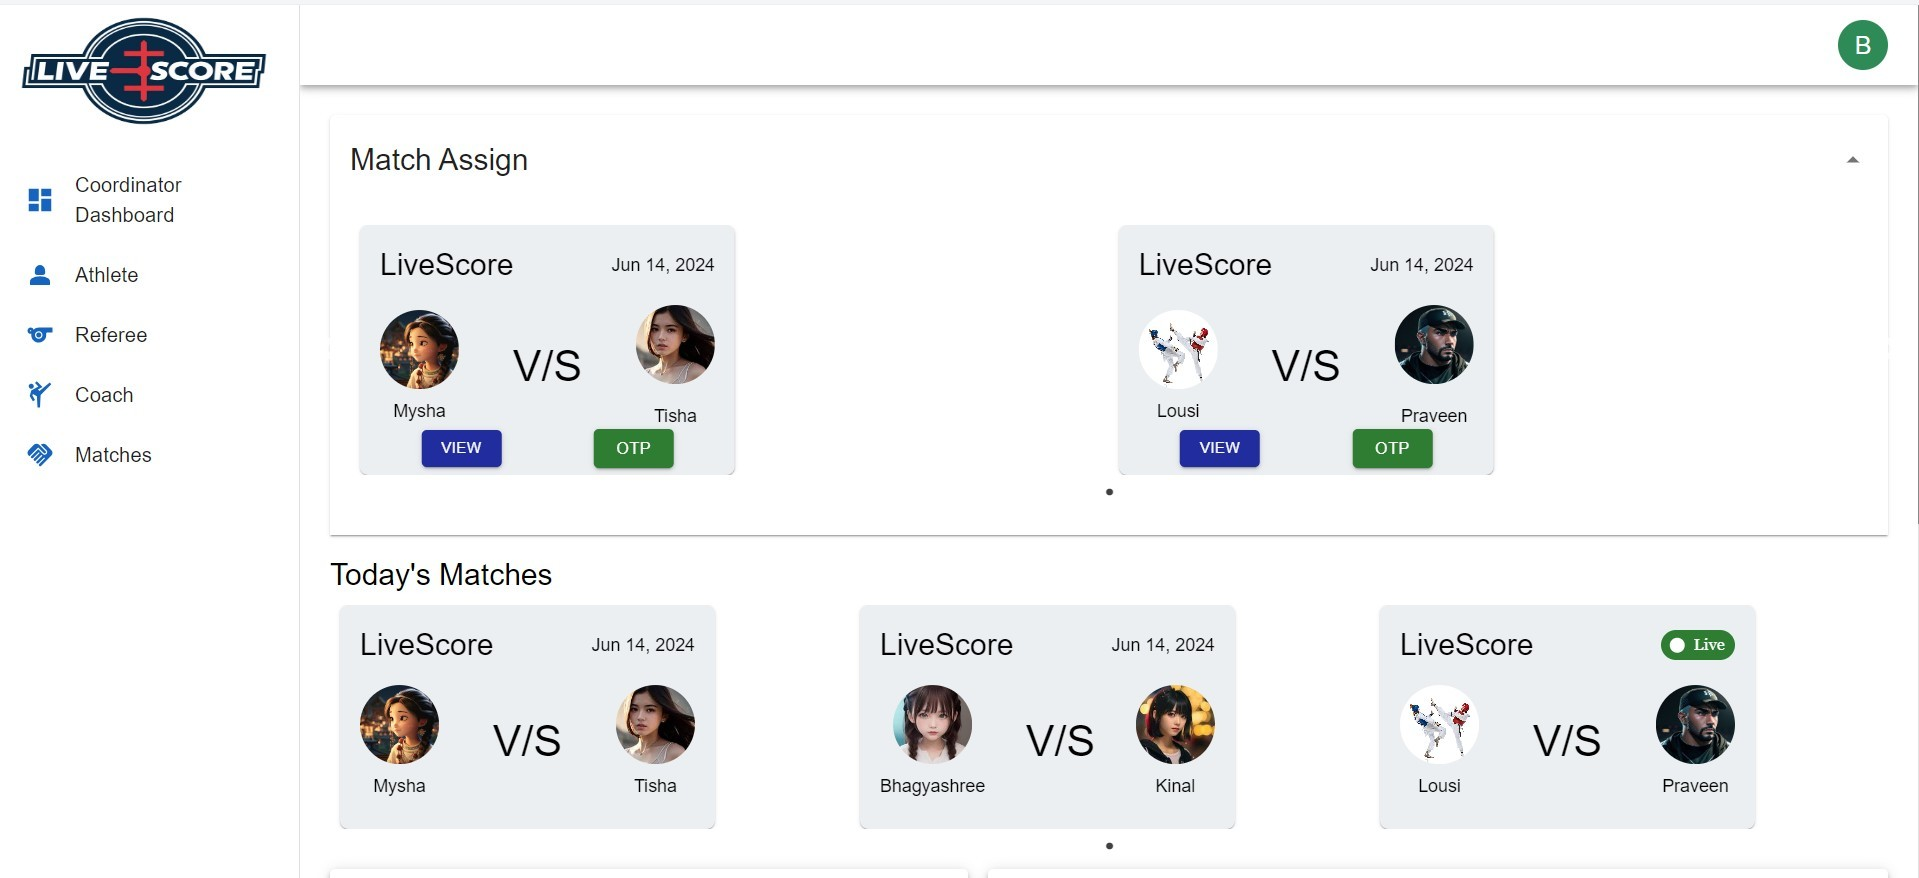 LIVE SCORE
B
Coordinator
Dashboard
Athlete
Referee
Coach
Matches
Match Assign
LiveScore Jun 14, 2024
V/S
Mysha Tisha
VIEW OTP
LiveScore Jun 14, 2024
V/S
Lousi Praveen
VIEW OTP
Today's Matches
LiveScore Jun 14, 2024
V/S
Mysha Tisha
LiveScore Jun 14, 2024
V/S
Bhagyashree Kinal
LiveScore Live
V/S
Lousi Praveen